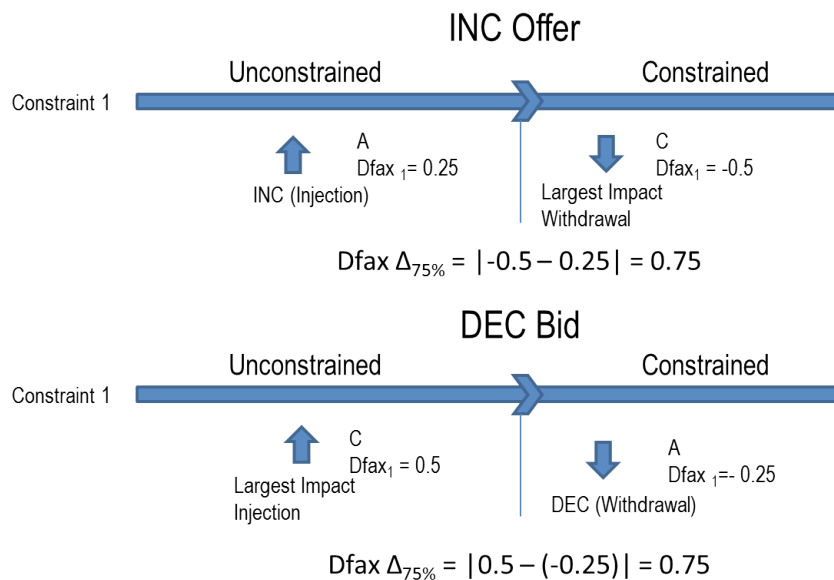 INC Offer
Unconstrained
Constrained
Constraint 1
A
Dfax ₁= 0.25
INC (Injection)
C
Dfax₁ = -0.5
Largest Impact
Withdrawal
Dfax Δ₇₅% = |-0.5 – 0.25| = 0.75
DEC Bid
Unconstrained
Constrained
Constraint 1
C
Dfax₁ = 0.5
Largest Impact
Injection
A
Dfax ₁=- 0.25
DEC (Withdrawal)
Dfax Δ₇₅% = |0.5 – (-0.25)| = 0.75